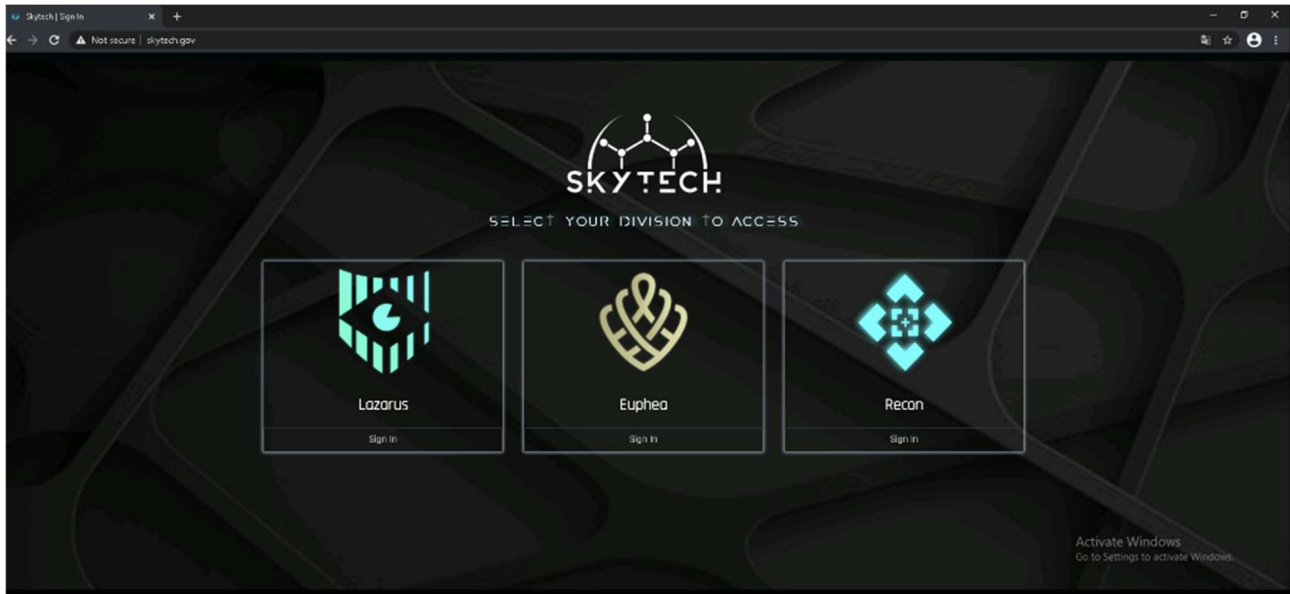 Skytech | Sign In
Not secure | skytech.gov
SKYTECH
SELECT YOUR DIVISION TO ACCESS
Lazarus
Sign In
Euphea
Sign In
Recon
Sign In
Activate Windows
Go to Settings to activate Windows.